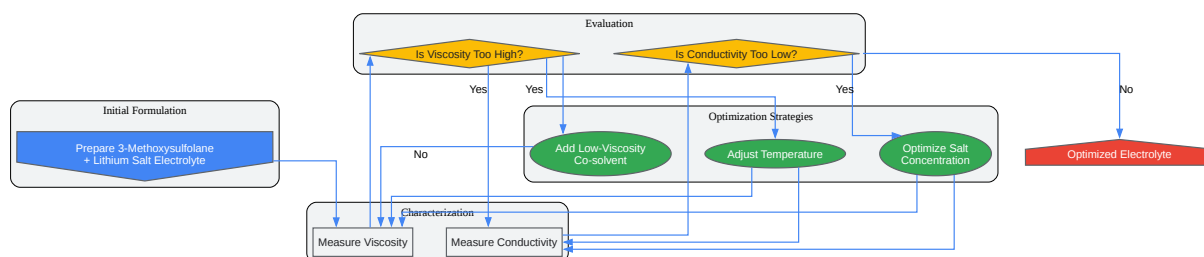 Evaluation
Is Viscosity Too High?
Is Conductivity Too Low?
Yes
Yes
Yes
No
Initial Formulation
Prepare 3-Methoxysulfolane
+ Lithium Salt Electrolyte
Optimization Strategies
No
Add Low-Viscosity
Co-solvent
Adjust Temperature
Optimize Salt
Concentration
Optimized Electrolyte
Characterization
Measure Viscosity
Measure Conductivity